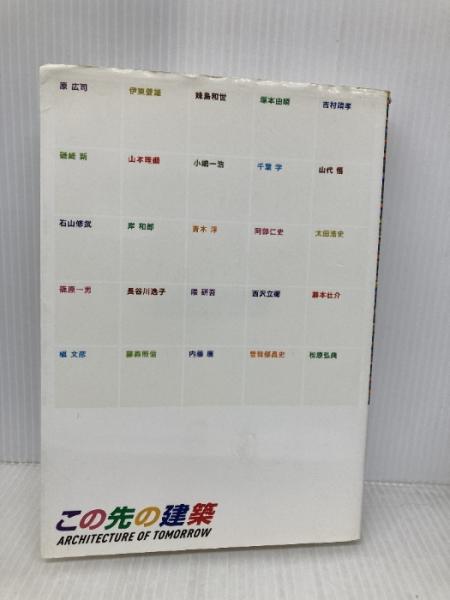 原 広司 伊東豊雄 妹島和世 塚本由晴 吉村靖孝
磯崎 新 山本理顕 小嶋一浩 千葉 学 山代 悟
石山修武 岸 和郎 青木 淳 阿部仁史 太田浩史
篠原一男 長谷川逸子 隈 研吾 西沢立衛 藤本壮介
槇 文彦 藤森照信 内藤 廣 曽我部昌史 松原弘典
この先の建築
ARCHITECTURE OF TOMORROW